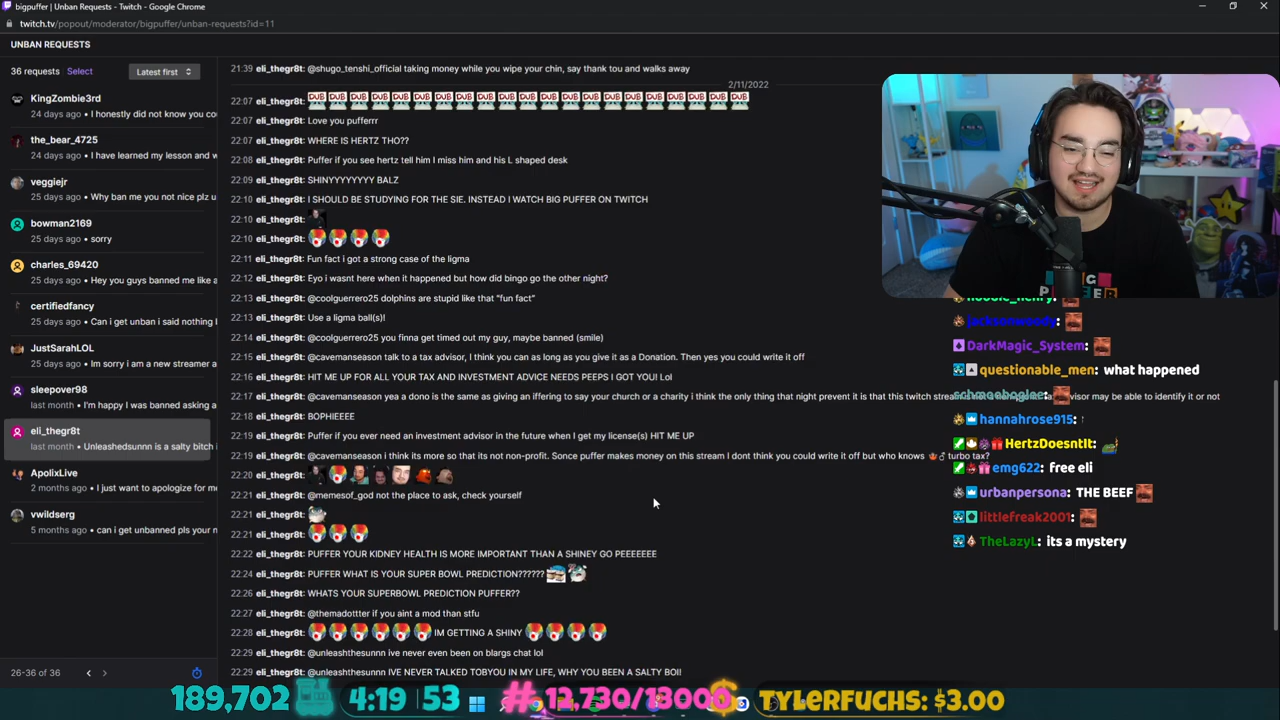 bigpuffer | Unban Requests - Twitch - Google Chrome
twitch.tv/popout/moderator/bigpuffer/unban-requests?id=11
UNBAN REQUESTS
36 requests Select Latest first
KingZombie3rd
24 days ago • I honestly did not know you co
the_bear_4725
24 days ago • I have learned my lesson and w
veggiejr
25 days ago • Why ban me you not nice plz u
bowman2169
25 days ago • sorry
charles_69420
25 days ago • Hey you guys banned me like a
certifiedfancy
25 days ago • Can i get unban i said nothing l
JustSarahLOL
25 days ago • Im sorry i am a new streamer a
sleepover98
last month • I'm happy I was banned asking a
eli_thegr8t
last month • Unleashedsunnn is a salty bitch i
ApolixLive
2 months ago • I just want to apologize for m
vwildserg
5 months ago • can i get unbanned pls your m
26-36 of 36
21:39 eli_thegr8t: @shugo_tenshi_official taking money while you wipe your chin, say thank tou and walks away
2/11/2022
22:07 eli_thegr8t: DUB DUB DUB DUB DUB DUB DUB DUB DUB DUB DUB DUB DUB DUB DUB DUB DUB DUB DUB DUB DUB
22:07 eli_thegr8t: Love you pufferrr
22:07 eli_thegr8t: WHERE IS HERTZ THO??
22:08 eli_thegr8t: Puffer if you see hertz tell him I miss him and his L shaped desk
22:09 eli_thegr8t: SHINYYYYYYYY BALZ
22:10 eli_thegr8t: I SHOULD BE STUDYING FOR THE SIE. INSTEAD I WATCH BIG PUFFER ON TWITCH
22:10 eli_thegr8t:
22:10 eli_thegr8t:
22:11 eli_thegr8t: Fun fact i got a strong case of the ligma
22:12 eli_thegr8t: Eyo i wasnt here when it happened but how did bingo go the other night?
22:13 eli_thegr8t: @coolguerrero25 dolphins are stupid like that "fun fact"
22:13 eli_thegr8t: Use a ligma ball(s)!
22:14 eli_thegr8t: @coolguerrero25 you finna get timed out my guy, maybe banned (smile)
22:15 eli_thegr8t: @cavemanseason talk to a tax advisor, I think you can as long as you give it as a Donation. Then yes you could write it off
22:16 eli_thegr8t: HIT ME UP FOR ALL YOUR TAX AND INVESTMENT ADVICE NEEDS PEEPS I GOT YOU! Lol
22:17 eli_thegr8t: @cavemanseason yea a dono is the same as giving an iffering to say your church or a charity i think the only thing that night prevent it is that this twitch stream is not a non profit. advisor may be able to identify it or not
22:18 eli_thegr8t: BOPHIEEEE
22:19 eli_thegr8t: Puffer if you ever need an investment advisor in the future when I get my license(s) HIT ME UP
22:19 eli_thegr8t: @cavemanseason i think its more so that its not non-profit. Sonce puffer makes money on this stream I dont think you could write it off but who knows turbo tax?
22:20 eli_thegr8t:
22:21 eli_thegr8t: @memesof_god not the place to ask, check yourself
22:21 eli_thegr8t:
22:21 eli_thegr8t:
22:22 eli_thegr8t: PUFFER YOUR KIDNEY HEALTH IS MORE IMPORTANT THAN A SHINEY GO PEEEEEE
22:24 eli_thegr8t: PUFFER WHAT IS YOUR SUPER BOWL PREDICTION??????
22:26 eli_thegr8t: WHATS YOUR SUPERBOWL PREDICTION PUFFER??
22:27 eli_thegr8t: @themadottter if you aint a mod than stfu
22:28 eli_thegr8t: IM GETTING A SHINY
22:29 eli_thegr8t: @unleashthesunnn ive never even been on blargs chat lol
22:29 eli_thegr8t: @unleashthesunnn IVE NEVER TALKED TOBYOU IN MY LIFE, WHY YOU BEEN A SALTY BOI!
noodle_henry:
jacksonwoody:
DarkMagic_System:
questionable_men: what happened
schmoobaglee:
hannahrose915:
HertzDoesntIt:
emg622: free eli
urbanpersona: THE BEEF
littlefreak2001:
TheLazyL: its a mystery
189,702 4:19 | 53 # 12,730/13000 TYLERFUCHS: $3.00